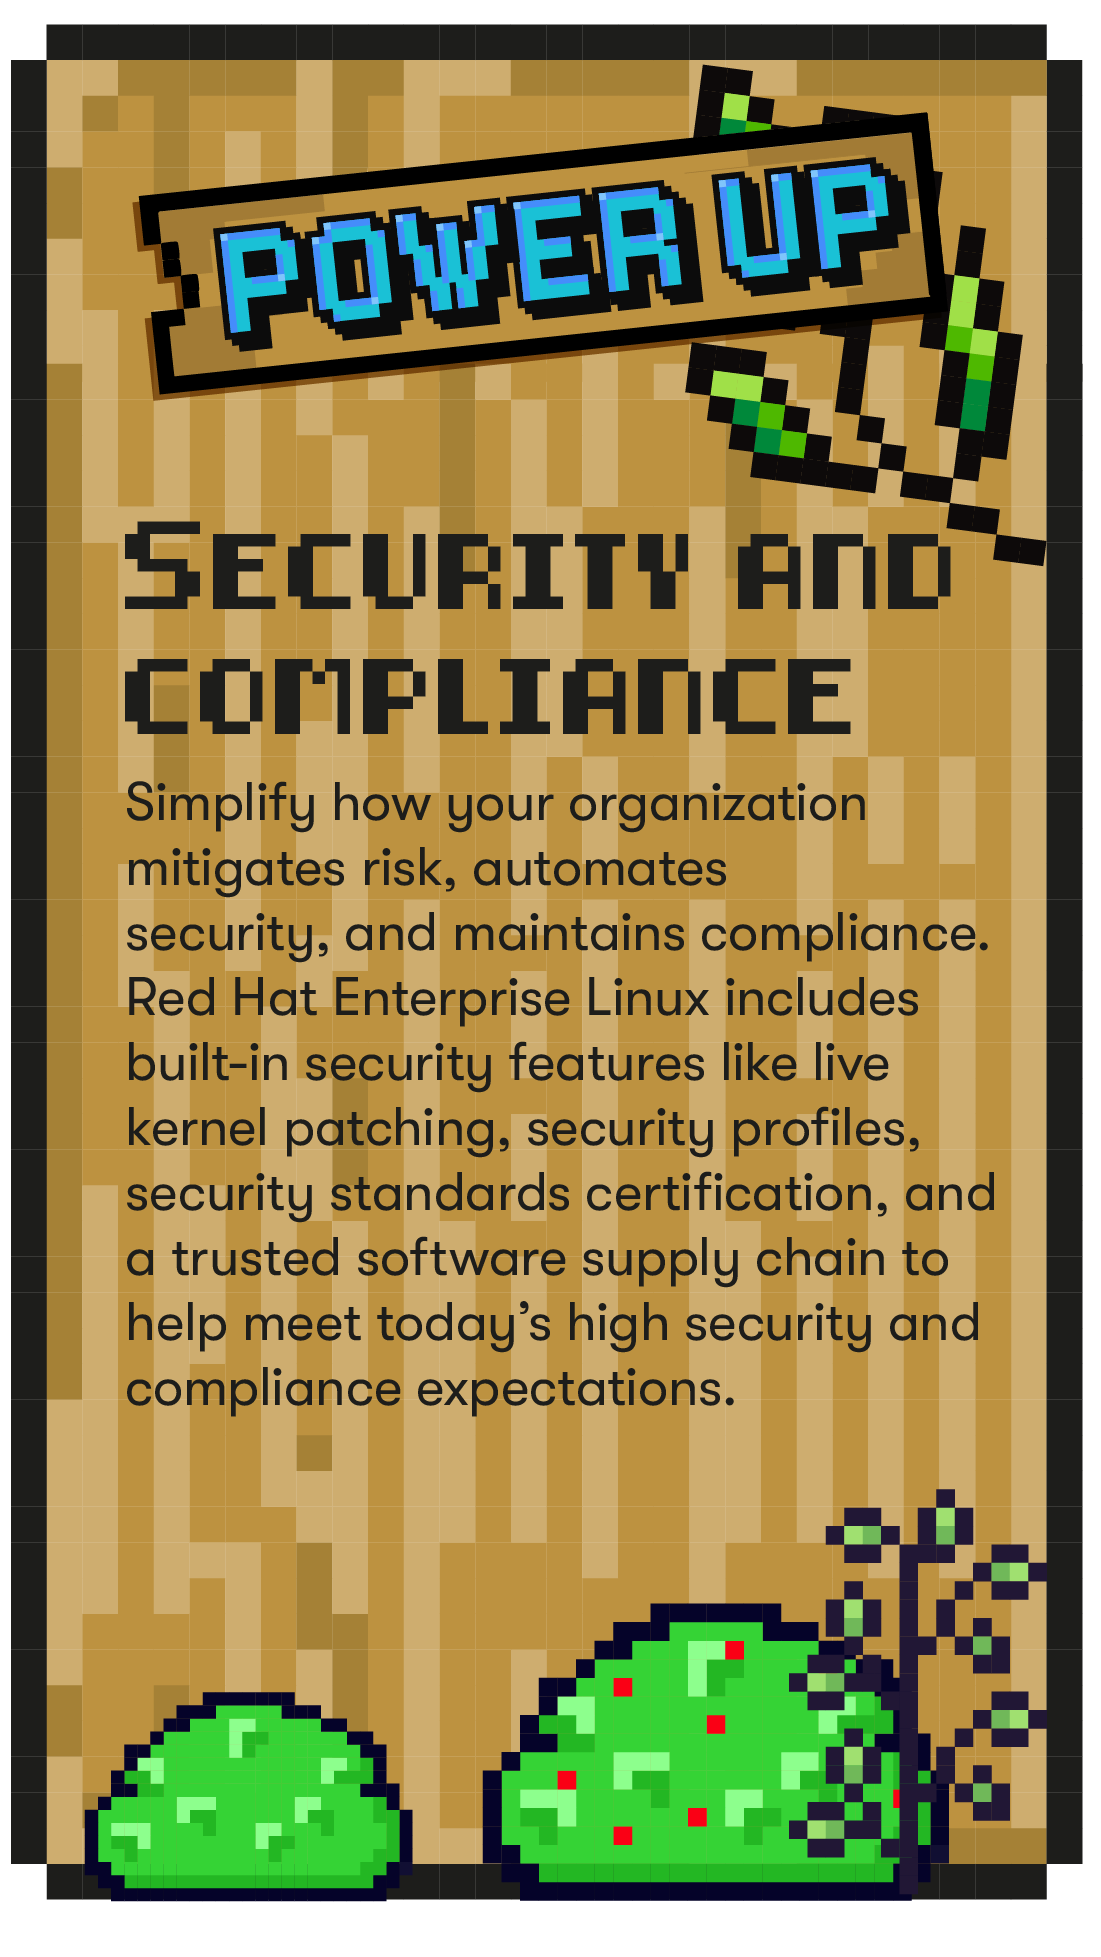 POWER UP
SECURITY AND
COMPLIANCE
Simplify how your organization
mitigates risk, automates
security, and maintains compliance.
Red Hat Enterprise Linux includes
built-in security features like live
kernel patching, security profiles,
security standards certification, and
a trusted software supply chain to
help meet today’s high security and
compliance expectations.